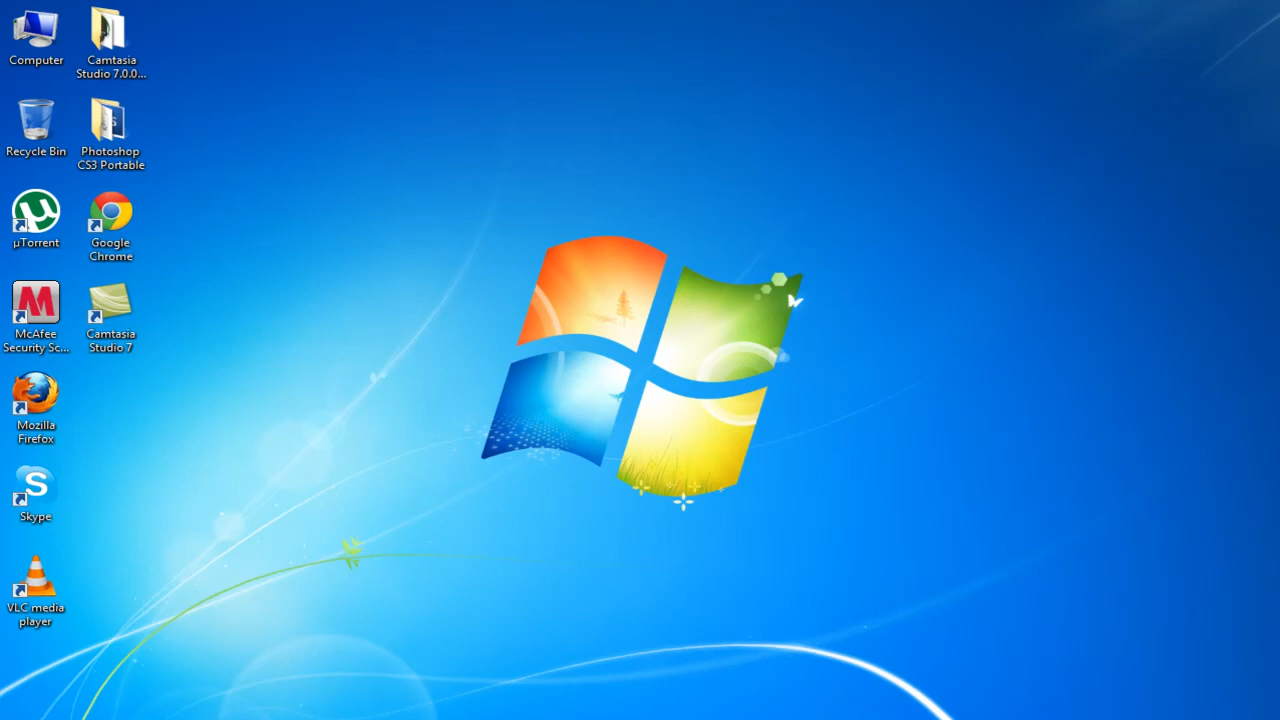 Computer
Camtasia
Studio 7.0.0...
Recycle Bin
Photoshop
CS3 Portable
µTorrent
Google
Chrome
McAfee
Security Sc...
Camtasia
Studio 7
Mozilla
Firefox
Skype
VLC media
player